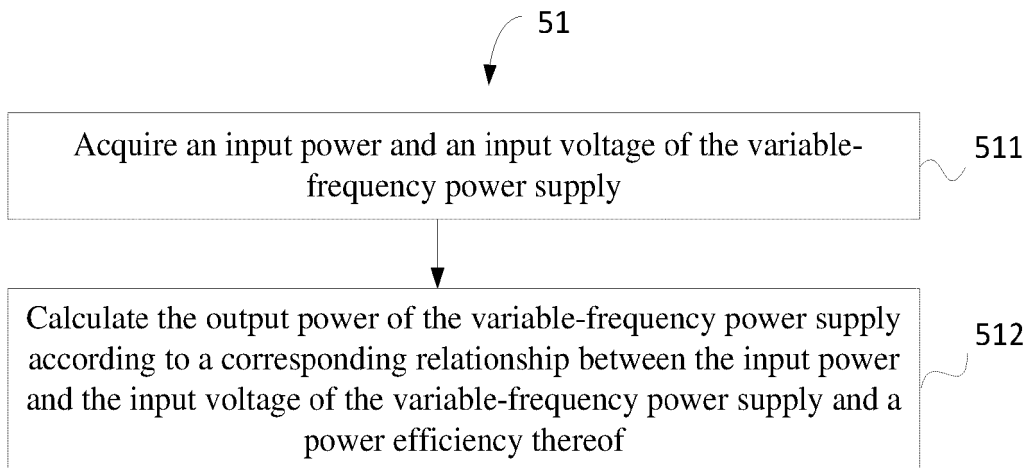 51
Acquire an input power and an input voltage of the variable-
frequency power supply
511
Calculate the output power of the variable-frequency power supply
according to a corresponding relationship between the input power
and the input voltage of the variable-frequency power supply and a
power efficiency thereof
512